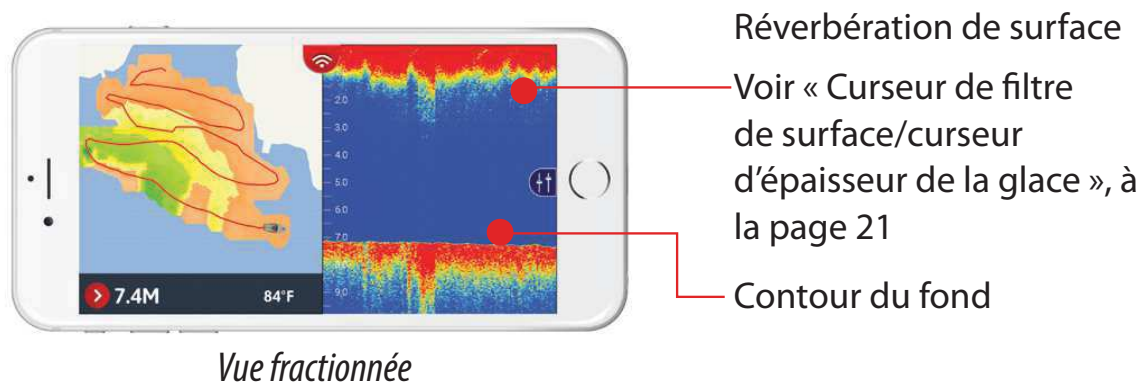 Réverbération de surface
Voir « Curseur de filtre
de surface/curseur
d'épaisseur de la glace », à
la page 21
Contour du fond
2.0
3.0
4.0
5.0
6.0
7.0
9.0
7.4M
84°F
Vue fractionnée